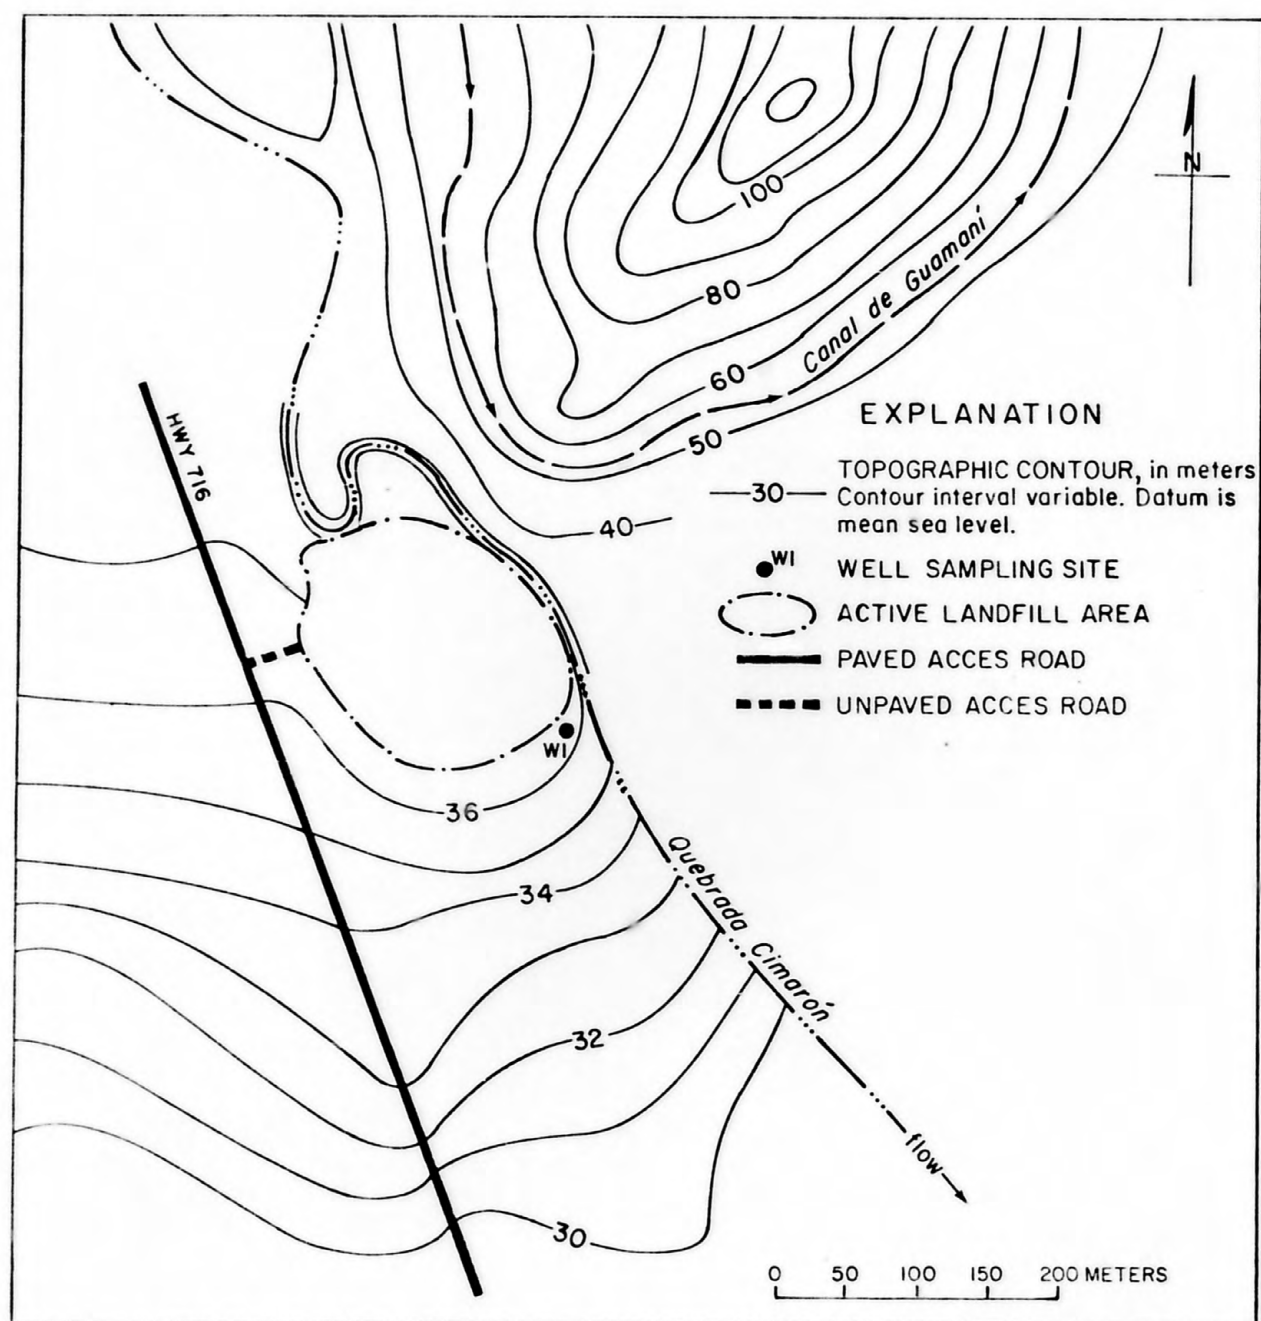 N
100
80
Canal de Guamaní
60
50
HWY 716
40
EXPLANATION
30
TOPOGRAPHIC CONTOUR, in meters
Contour interval variable. Datum is
mean sea level.
WI
WELL SAMPLING SITE
ACTIVE LANDFILL AREA
PAVED ACCES ROAD
UNPAVED ACCES ROAD
WI
36
34
Quebrada Cimarón
32
30
flow
0 50 100 150 200 METERS